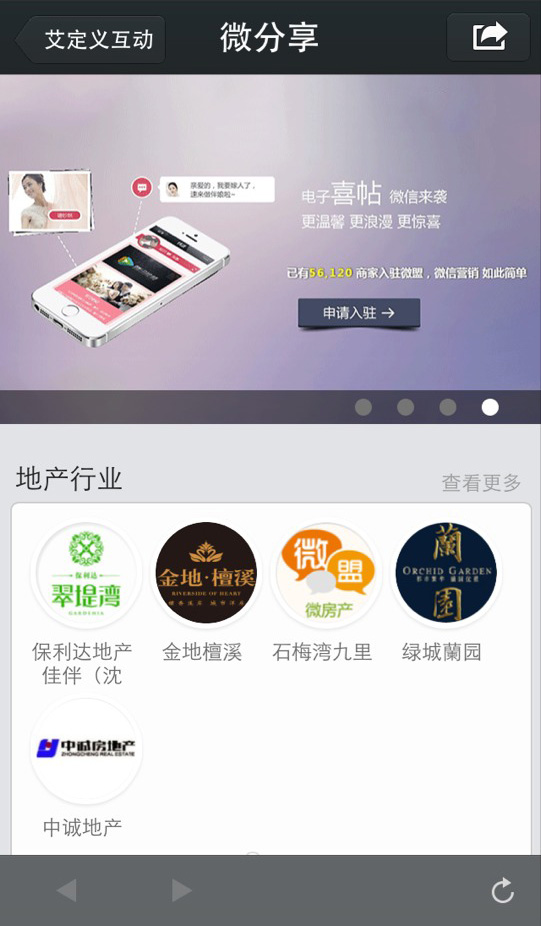 艾定义互动
微分享
亲爱的，我要嫁人了，
速来做伴娘啦~
电子喜帖 微信来袭
更温馨 更浪漫 更惊喜
已有56,120 商家入驻微盟，微信营销 如此简单
申请入驻 →
地产行业
查看更多
保利达
翠堤湾
GARDENIA
金地·檀溪
RIVERSIDE OF HEART
微盟
微房产
蘭
ORCHID GARDEN
園
保利达地产
佳伴（沈
金地檀溪
石梅湾九里
绿城蘭园
中诚房地产
ZHONGCHENG REAL ESTATE
中诚地产